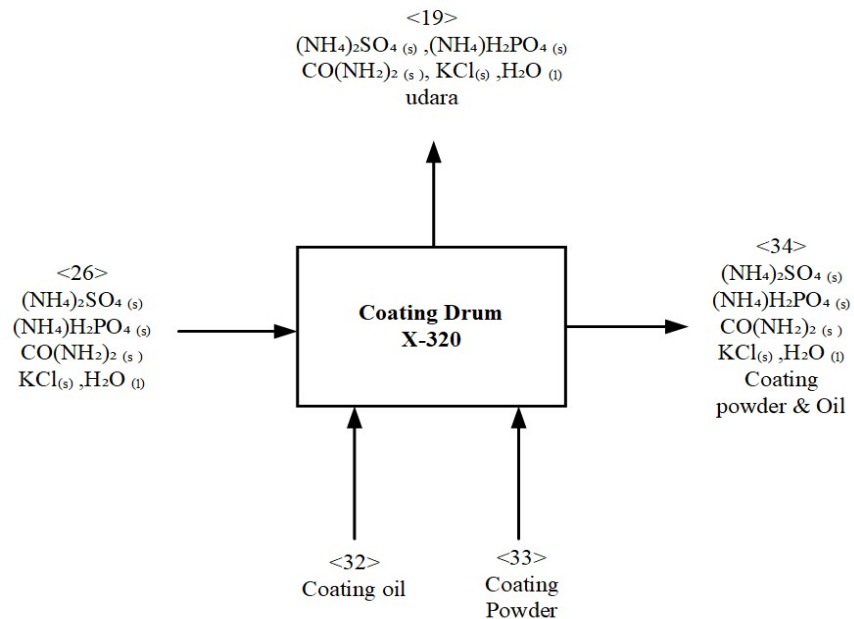 <19>
(NH₄)₂SO₄ (s) ,(NH₄)H₂PO₄ (s)
CO(NH₂)₂ (s ), KCl(s) ,H₂O (l)
udara
<26>
(NH₄)₂SO₄ (s)
(NH₄)H₂PO₄ (s)
CO(NH₂)₂ (s )
KCl(s) ,H₂O (l)
Coating Drum
X-320
<34>
(NH₄)₂SO₄ (s)
(NH₄)H₂PO₄ (s)
CO(NH₂)₂ (s )
KCl(s) ,H₂O (l)
Coating
powder & Oil
<32>
Coating oil
<33>
Coating
Powder